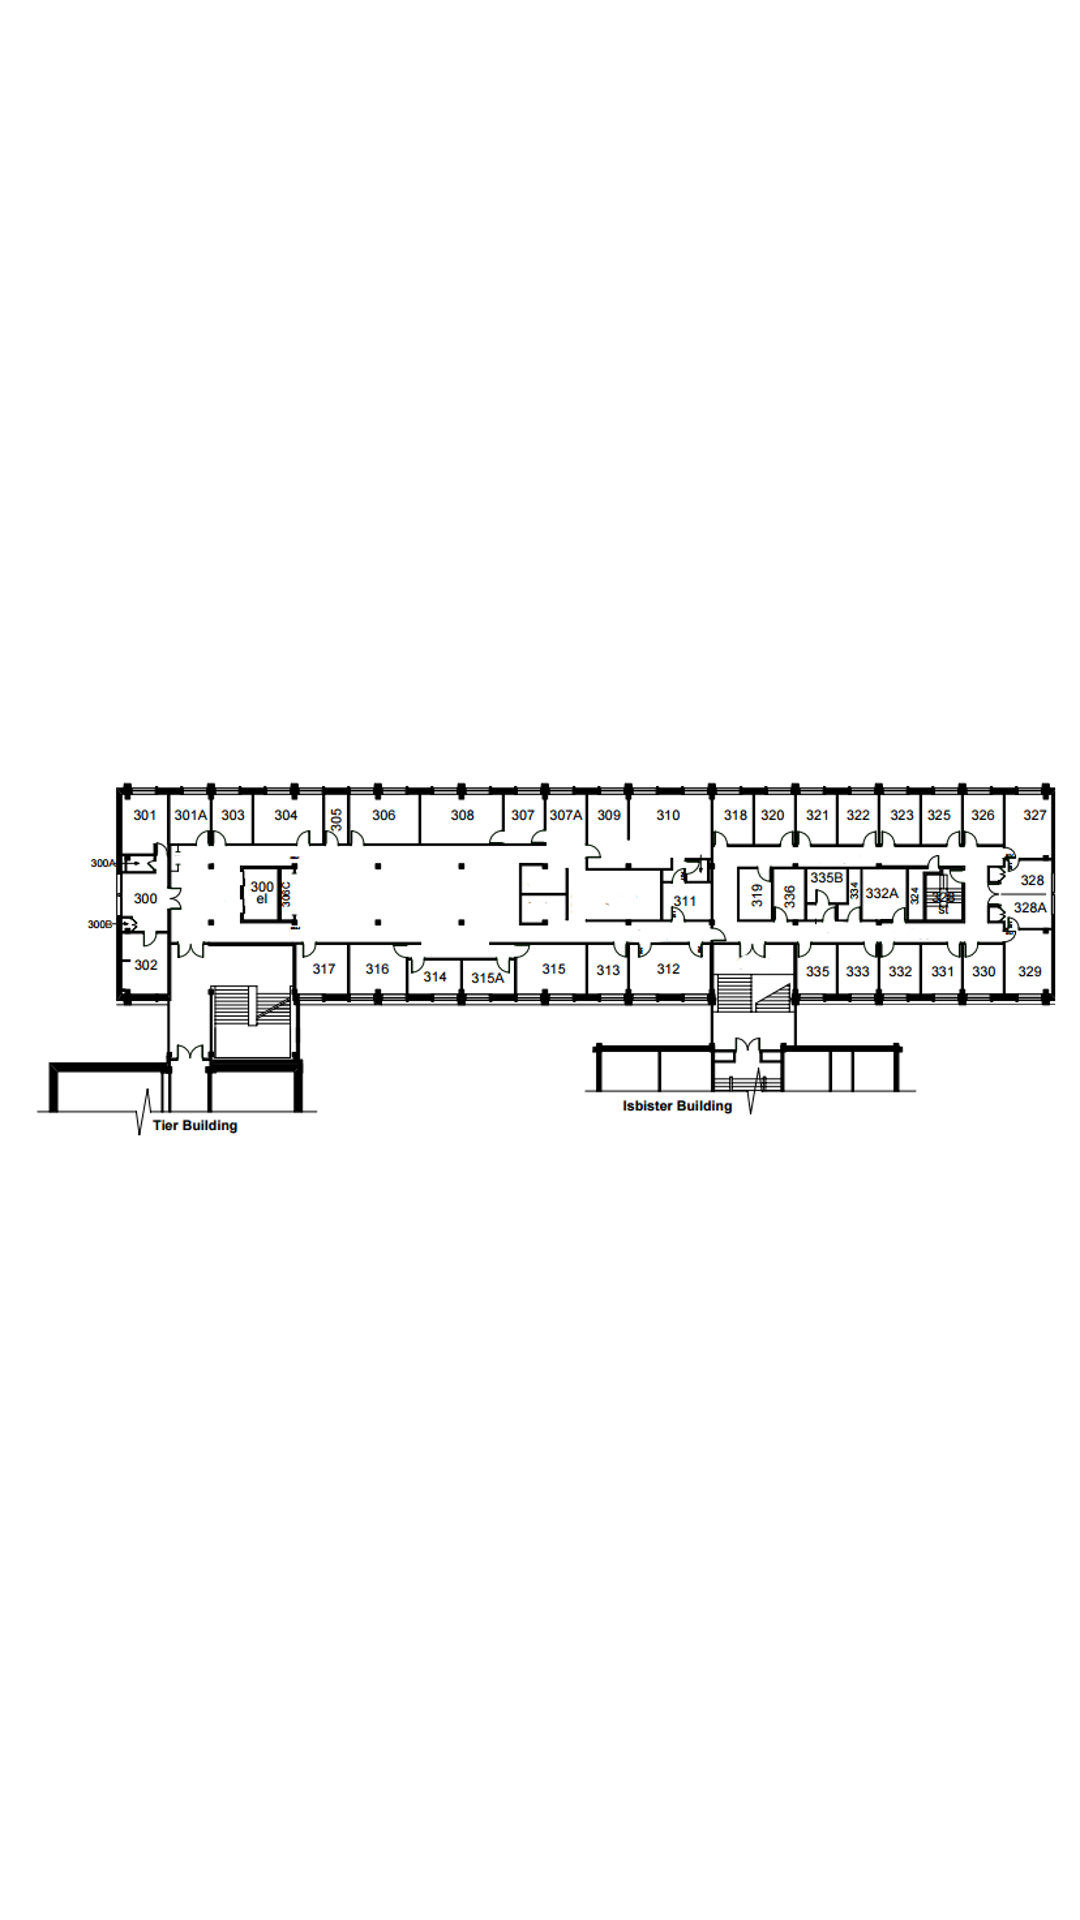 301 301A 303 304 305 306 308 307 307A 309 310 318 320 321 322 323 325 326 327
300A
300 300 el 306C 311 319 336 335B 334 332A 324 st 328
328A
300B
302 317 316 314 315A 315 313 312 335 333 332 331 330 329
Isbister Building
Tier Building